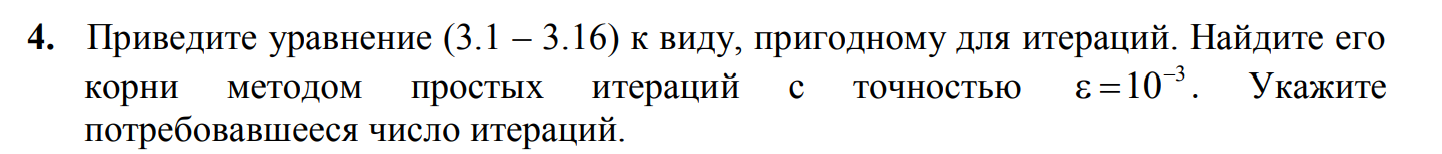 4. Приведите уравнение (3.1 – 3.16) к виду, пригодному для итераций. Найдите его
корни методом простых итераций с точностью ε = 10⁻³. Укажите
потребовавшееся число итераций.